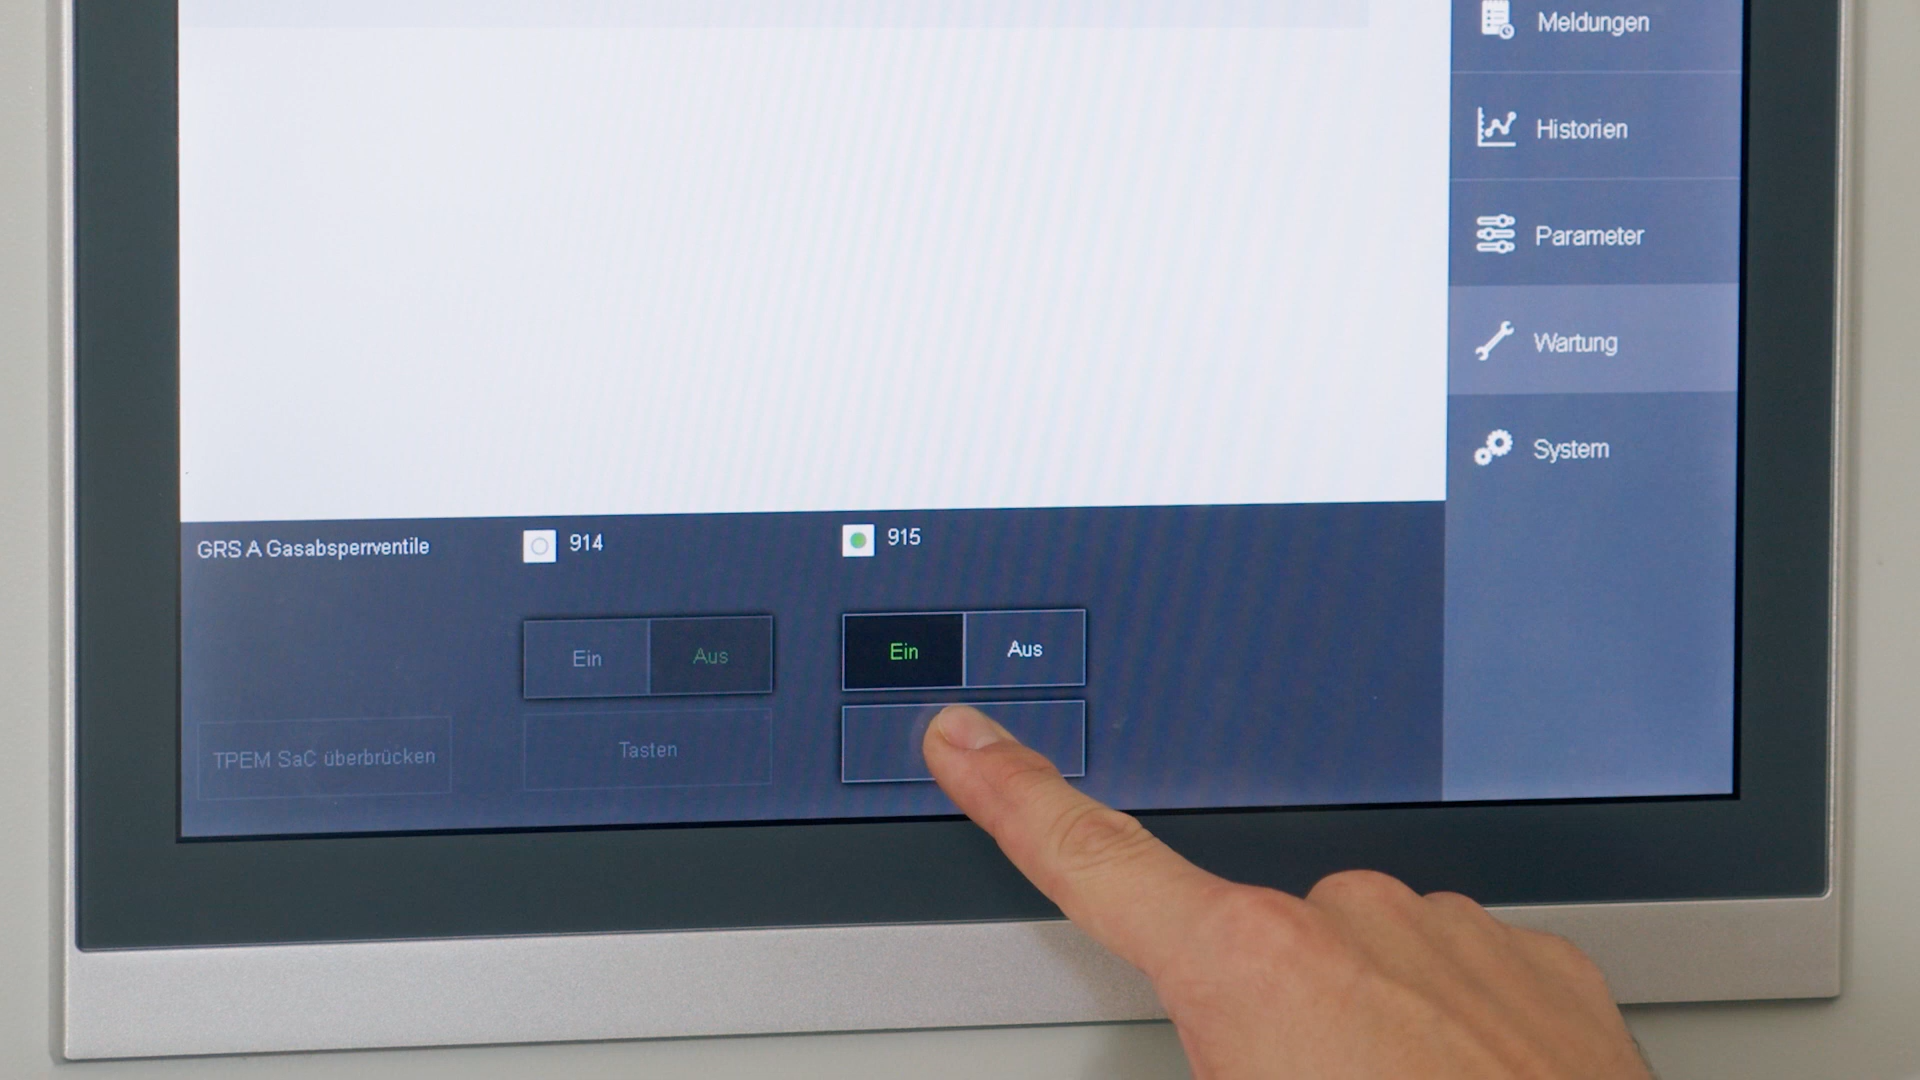 Meldungen
Historien
Parameter
Wartung
System
GRS A Gasabsperrventile
914
915
Ein
Aus
Ein
Aus
TPEM SaC überbrücken
Tasten